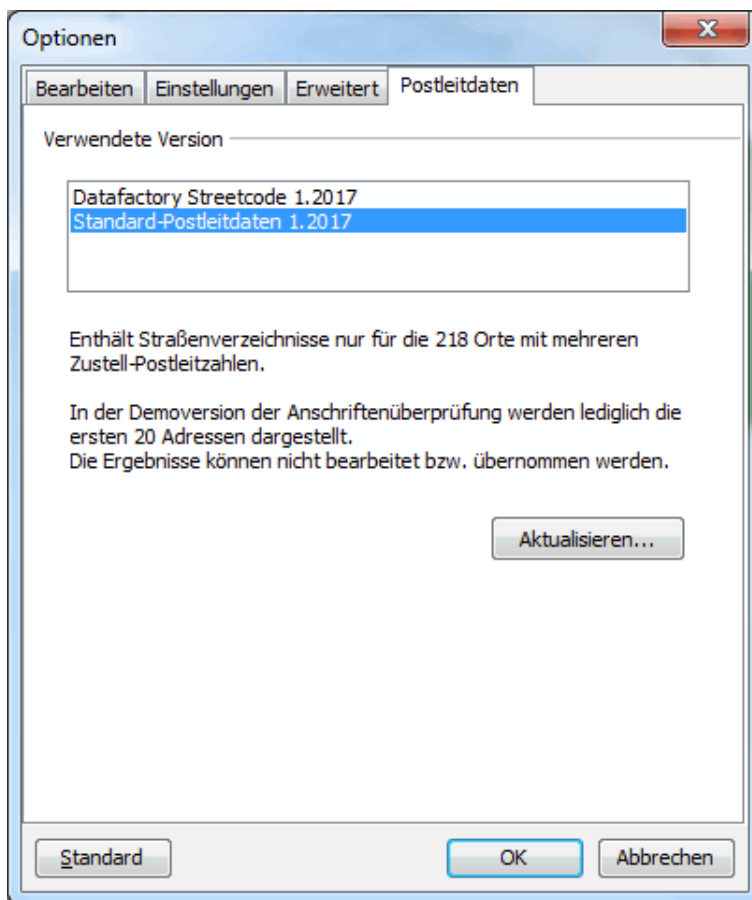 Optionen
Bearbeiten Einstellungen Erweitert Postleitdaten
Verwendete Version
Datafactory Streetcode 1.2017
Standard-Postleitdaten 1.2017
Enthält Straßenverzeichnisse nur für die 218 Orte mit mehreren
Zustell-Postleitzahlen.
In der Demoversion der Anschriftenüberprüfung werden lediglich die
ersten 20 Adressen dargestellt.
Die Ergebnisse können nicht bearbeitet bzw. übernommen werden.
Aktualisieren...
Standard OK Abbrechen